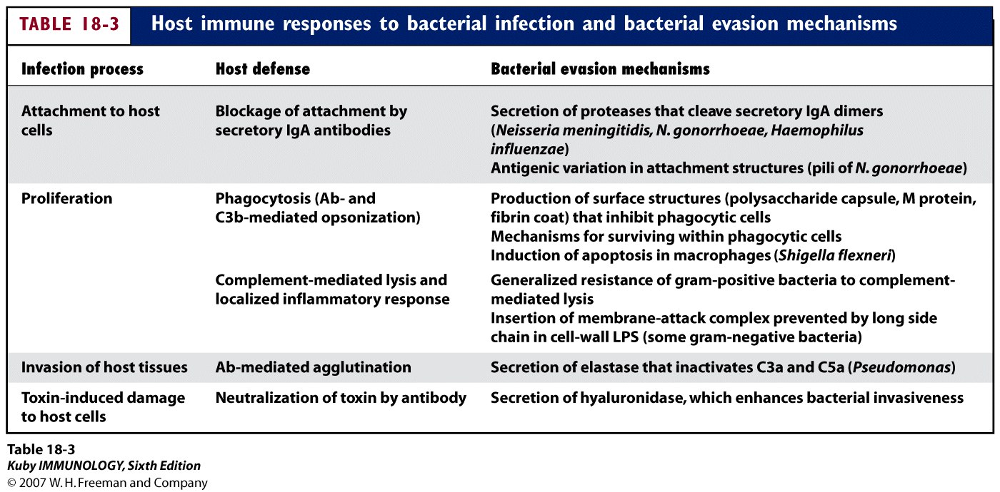 TABLE 18-3 Host immune responses to bacterial infection and bacterial evasion mechanisms
Infection process Host defense Bacterial evasion mechanisms
Attachment to host
cells
Blockage of attachment by
secretory IgA antibodies
Secretion of proteases that cleave secretory IgA dimers
(Neisseria meningitidis, N. gonorrhoeae, Haemophilus
influenzae)
Antigenic variation in attachment structures (pili of N. gonorrhoeae)
Proliferation
Phagocytosis (Ab- and
C3b-mediated opsonization)
Production of surface structures (polysaccharide capsule, M protein,
fibrin coat) that inhibit phagocytic cells
Mechanisms for surviving within phagocytic cells
Induction of apoptosis in macrophages (Shigella flexneri)
Complement-mediated lysis and
localized inflammatory response
Generalized resistance of gram-positive bacteria to complement-
mediated lysis
Insertion of membrane-attack complex prevented by long side
chain in cell-wall LPS (some gram-negative bacteria)
Invasion of host tissues
Ab-mediated agglutination
Secretion of elastase that inactivates C3a and C5a (Pseudomonas)
Toxin-induced damage
to host cells
Neutralization of toxin by antibody
Secretion of hyaluronidase, which enhances bacterial invasiveness
Table 18-3
Kuby IMMUNOLOGY, Sixth Edition
© 2007 W. H. Freeman and Company